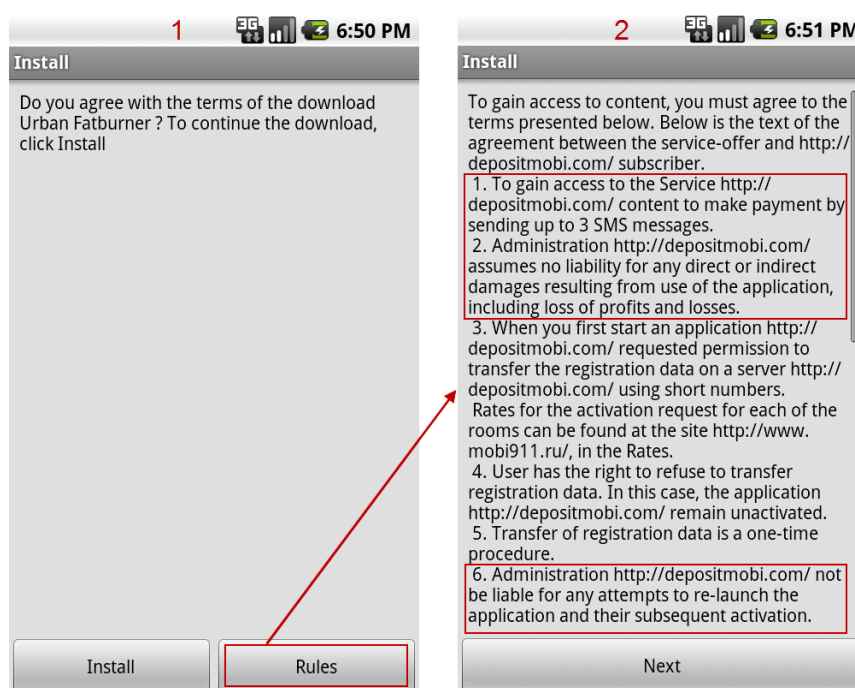 1
3G 6:50 PM
Install
Do you agree with the terms of the download
Urban Fatburner ? To continue the download,
click Install
Install
Rules
2
3G 6:51 PM
Install
To gain access to content, you must agree to the
terms presented below. Below is the text of the
agreement between the service-offer and http://
depositmobi.com/ subscriber.
1. To gain access to the Service http://
depositmobi.com/ content to make payment by
sending up to 3 SMS messages.
2. Administration http://depositmobi.com/
assumes no liability for any direct or indirect
damages resulting from use of the application,
including loss of profits and losses.
3. When you first start an application http://
depositmobi.com/ requested permission to
transfer the registration data on a server http://
depositmobi.com/ using short numbers.
Rates for the activation request for each of the
rooms can be found at the site http://www.
mobi911.ru/, in the Rates.
4. User has the right to refuse to transfer
registration data. In this case, the application
http://depositmobi.com/ remain unactivated.
5. Transfer of registration data is a one-time
procedure.
6. Administration http://depositmobi.com/ not
be liable for any attempts to re-launch the
application and their subsequent activation.
Next